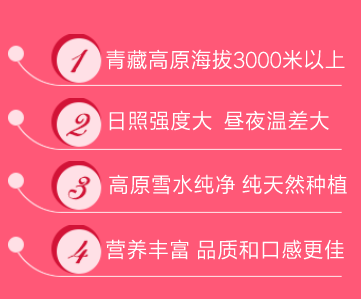 1 青藏高原海拔3000米以上
2 日照强度大 昼夜温差大
3 高原雪水纯净 纯天然种植
4 营养丰富 品质和口感更佳